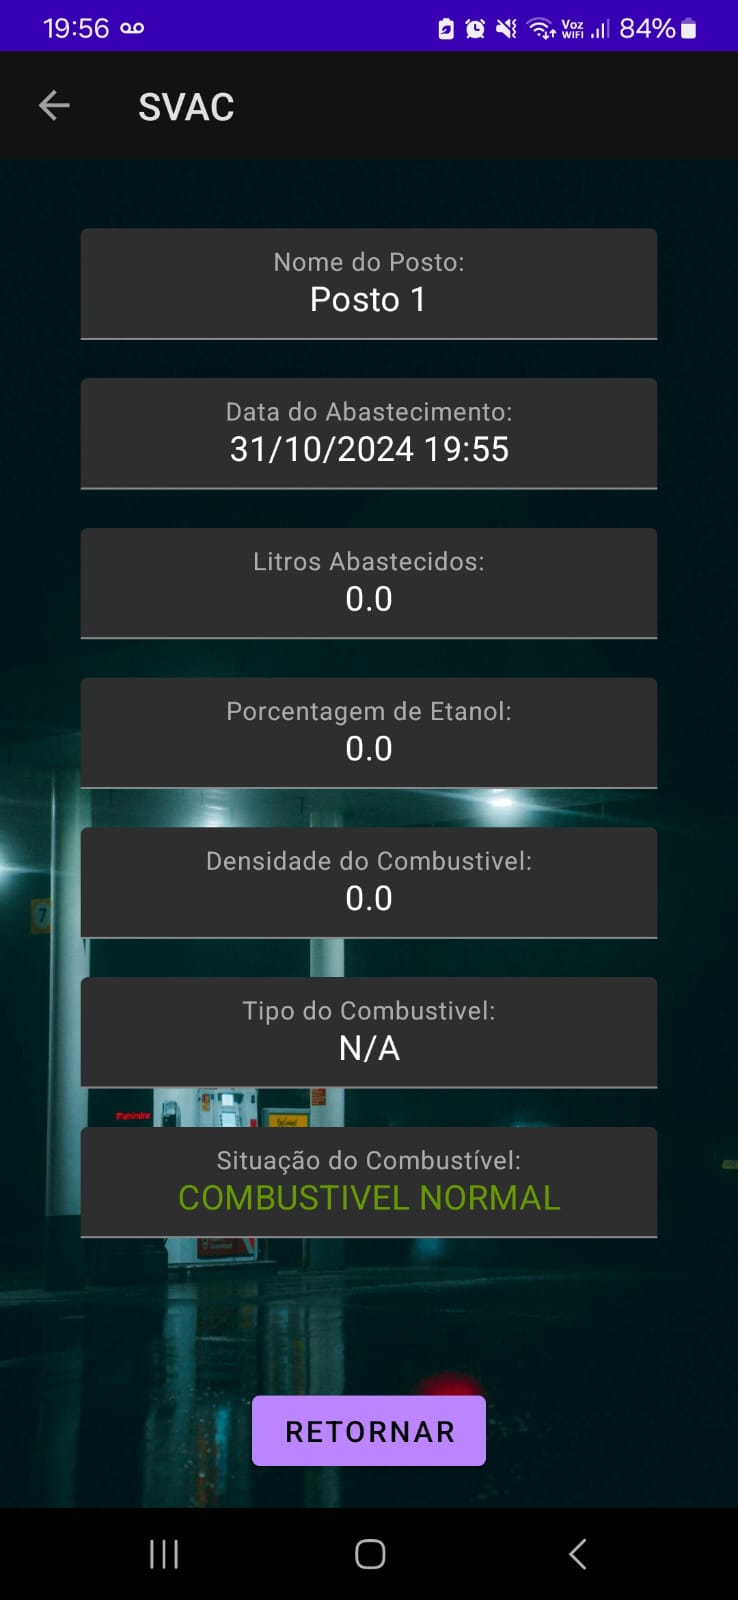 19:56
Voz
WIFI
84%
SVAC
Nome do Posto:
Posto 1
Data do Abastecimento:
31/10/2024 19:55
Litros Abastecidos:
0.0
Porcentagem de Etanol:
0.0
7
Densidade do Combustivel:
0.0
Tipo do Combustivel:
N/A
Mahindra
Situação do Combustível:
COMBUSTIVEL NORMAL
RETORNAR